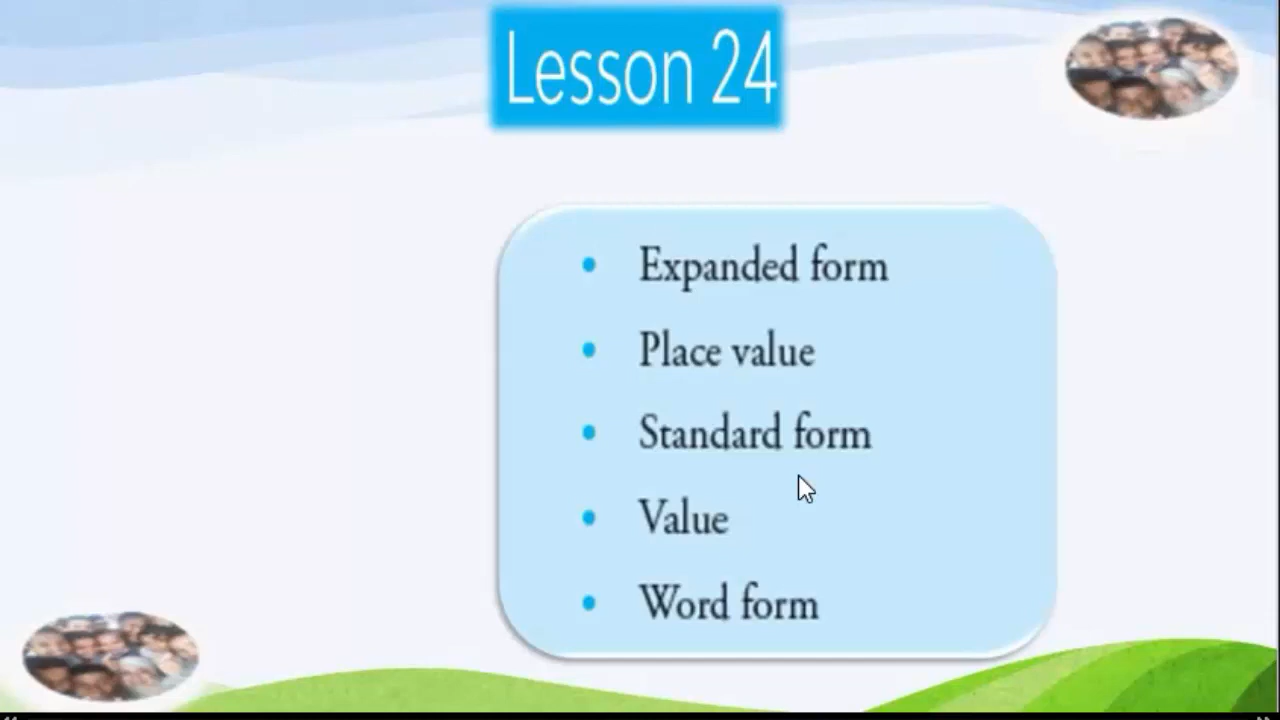 Lesson 24
• Expanded form
• Place value
• Standard form
• Value
• Word form